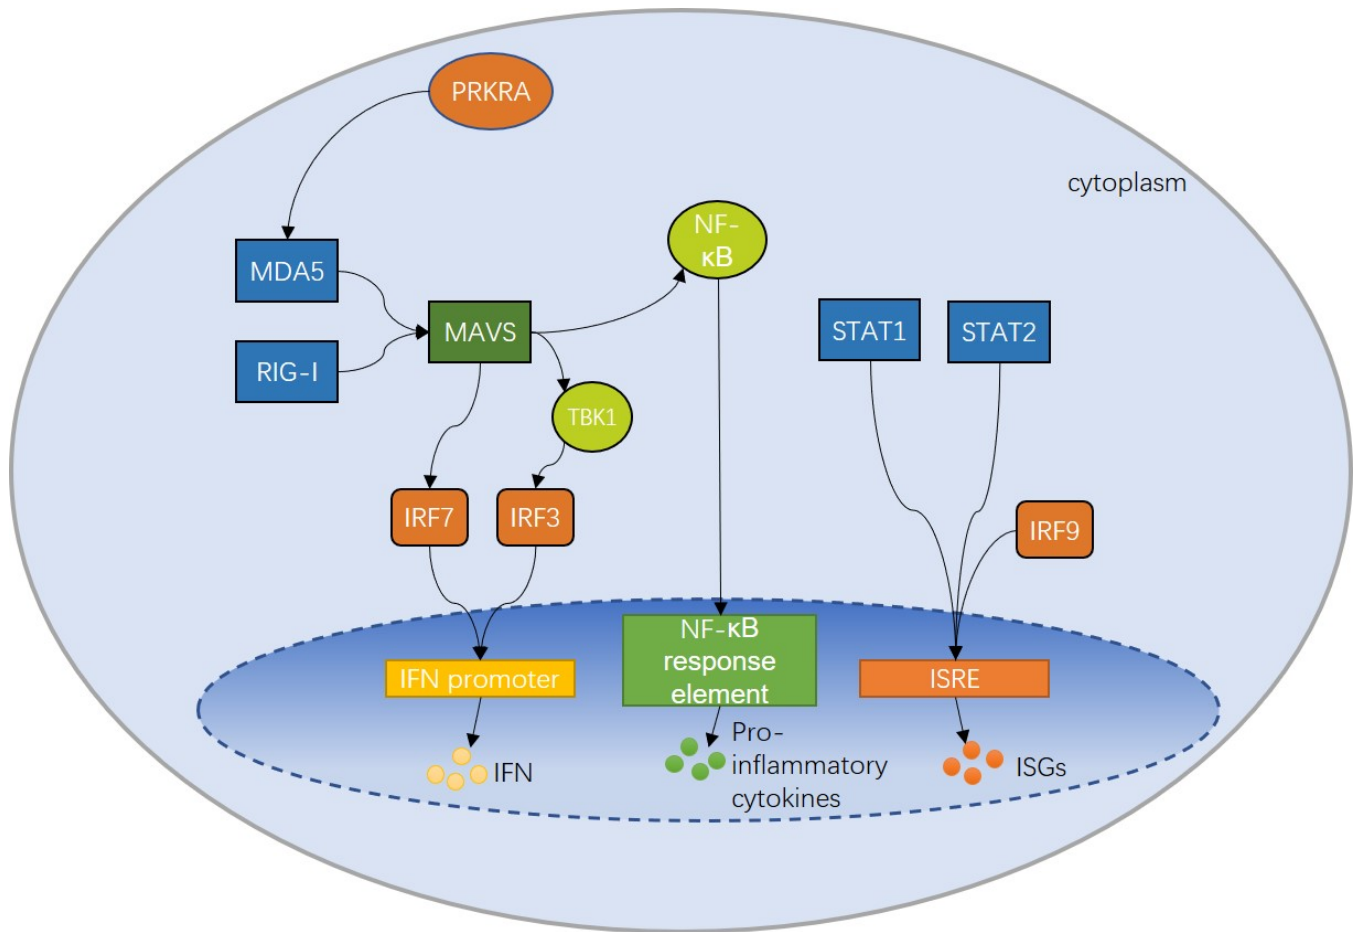 PRKRA
cytoplasm
NF-
κB
MDA5
MAVS
STAT1
STAT2
RIG-I
TBK1
IRF7
IRF3
IRF9
NF-κB
response
element
IFN promoter
ISRE
Pro-
inflammatory
cytokines
IFN
ISGs